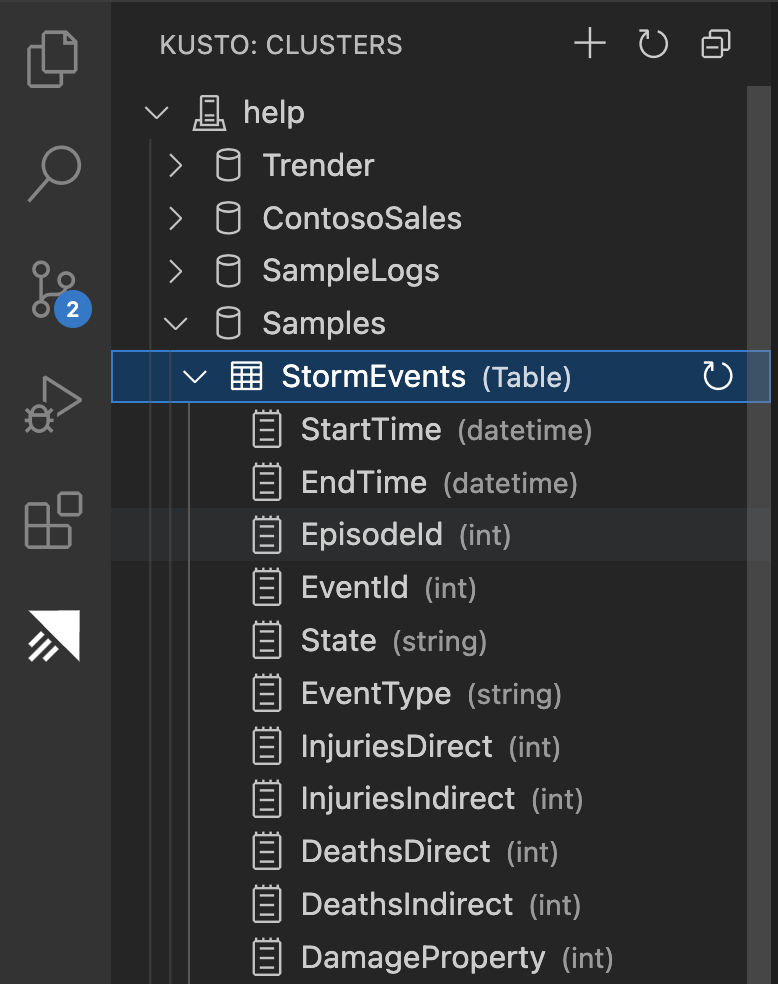 KUSTO: CLUSTERS
help
Trender
ContosoSales
SampleLogs
Samples
2
StormEvents (Table)
StartTime (datetime)
EndTime (datetime)
EpisodeId (int)
EventId (int)
State (string)
EventType (string)
InjuriesDirect (int)
InjuriesIndirect (int)
DeathsDirect (int)
DeathsIndirect (int)
DamageProperty (int)